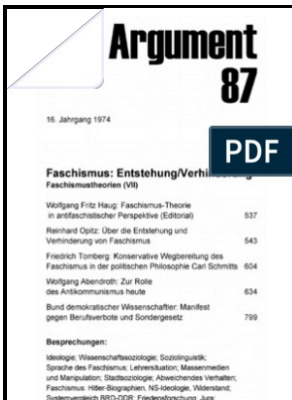 Argument
87
16. Jahrgang 1974
PDF
Faschismus: Entstehung/Verhinderung
Faschismustheorien (VII)
Wolfgang Fritz Haug: Faschismus-Theorie
in antifaschistischer Perspektive (Editorial) 537
Reinhard Opitz: Über die Entstehung und
Verhinderung von Faschismus 543
Friedrich Tomberg: Konservative Wegbereitung des
Faschismus in der politischen Philosophie Carl Schmitts 604
Wolfgang Abendroth: Zur Rolle
des Antikommunismus heute 634
Bund demokratischer Wissenschaftler: Manifest
gegen Berufsverbote und Sondergesetz 799
Besprechungen:
Ideologie; Wissenschaftssoziologie; Soziolinguistik;
Sprache des Faschismus; Lehrersituation; Massenmedien
und Manipulation; Stadtsoziologie; Abweichendes Verhalten;
Faschismus: Hitler-Biographien, NS-Ideologie, Widerstand;
Systemvergleich BRD-DDR; Friedensforschung; Jura